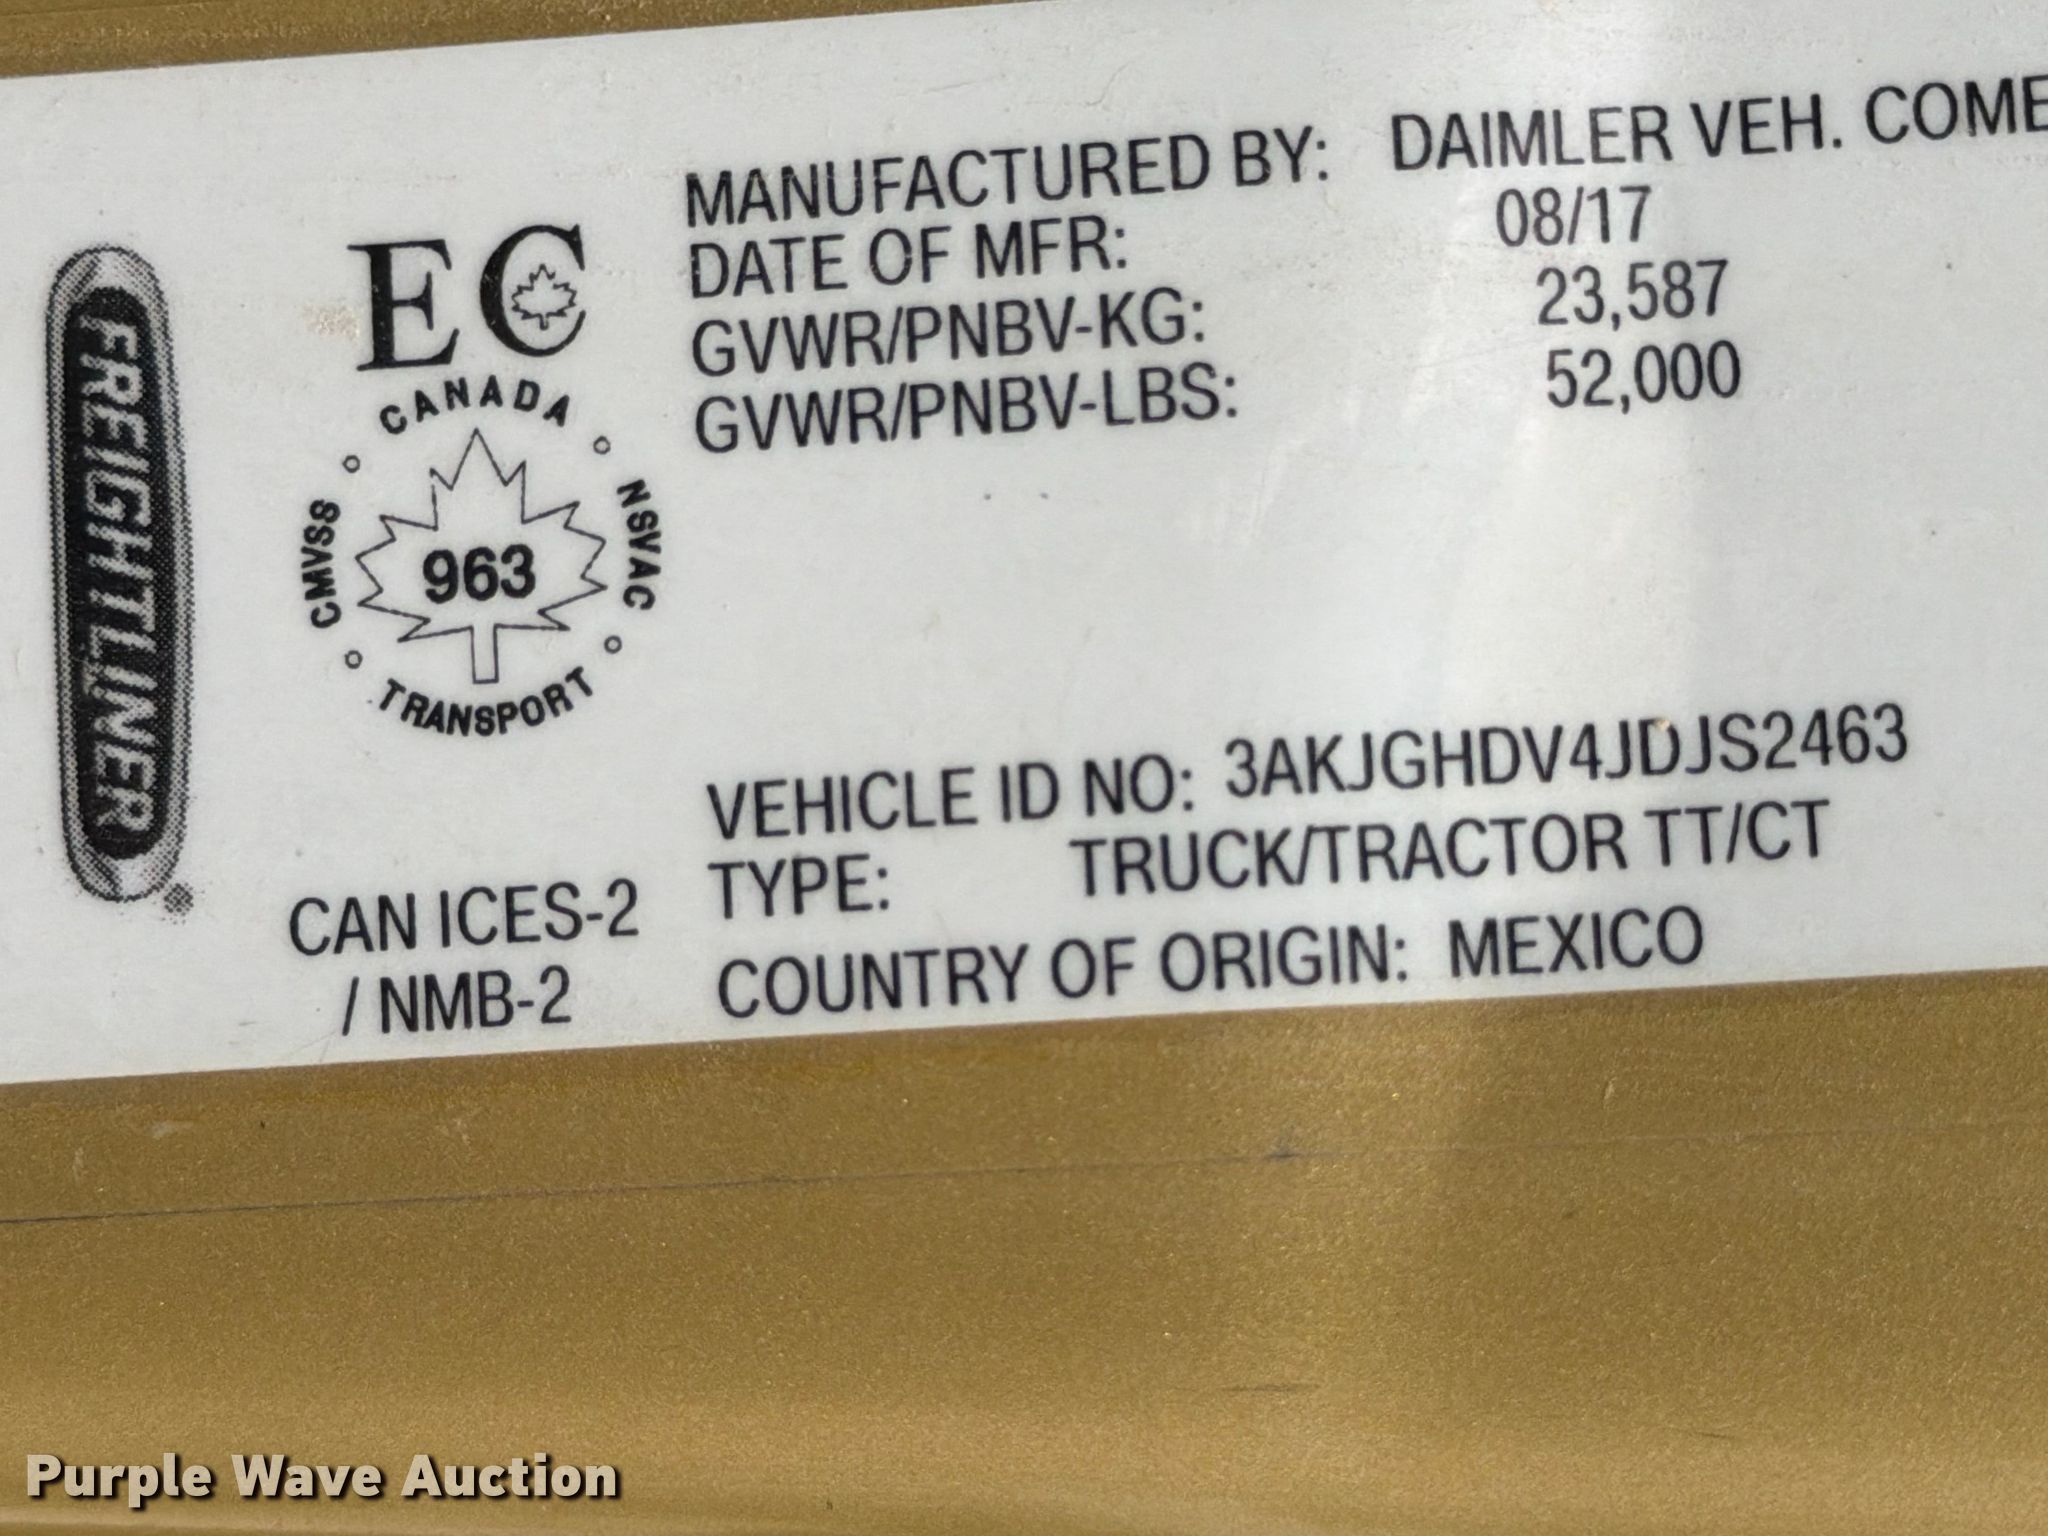 FREIGHTLINER
EC
CANADA
CMVSS
NSVAC
963
TRANSPORT
CAN ICES-2
/ NMB-2
MANUFACTURED BY: DAIMLER VEH. COME
DATE OF MFR: 08/17
GVWR/PNBV-KG: 23,587
GVWR/PNBV-LBS: 52,000
VEHICLE ID NO: 3AKJGHDV4JDJS2463
TYPE: TRUCK/TRACTOR TT/CT
COUNTRY OF ORIGIN: MEXICO
Purple Wave Auction